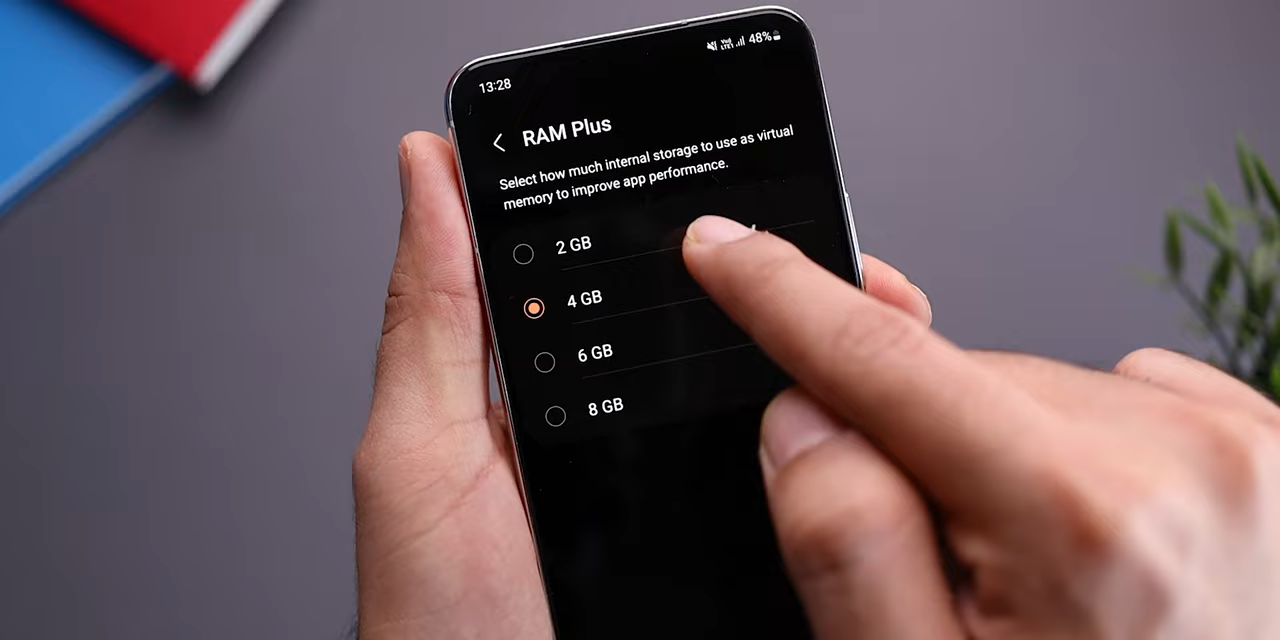 13:28
48%
RAM Plus
Select how much internal storage to use as virtual
memory to improve app performance.
2 GB
4 GB
6 GB
8 GB